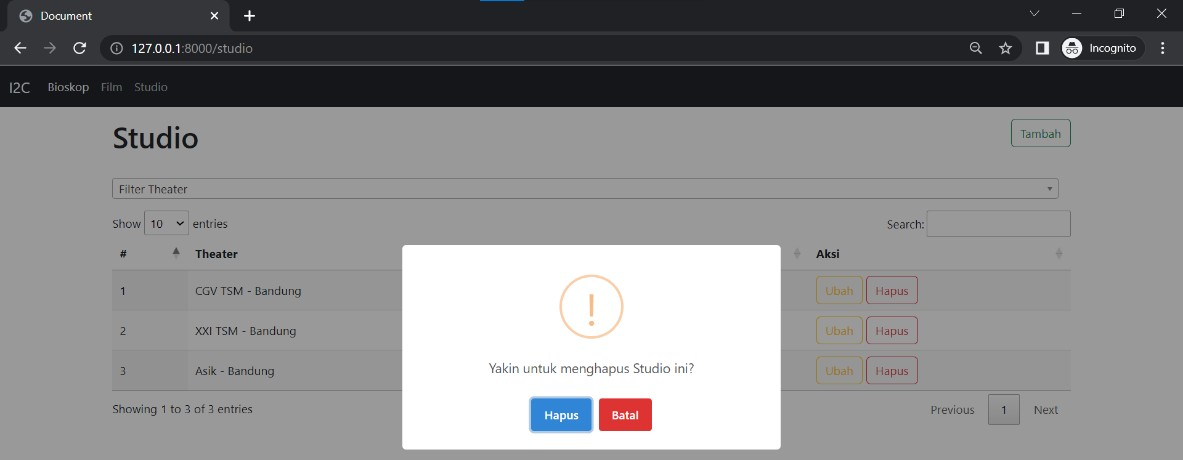 Document
127.0.0.1:8000/studio
Incognito
I2C Bioskop Film Studio
Studio
Tambah
Filter Theater
Show 10 entries
Search:
# Theater Aksi
1 CGV TSM - Bandung Ubah Hapus
2 XXI TSM - Bandung Ubah Hapus
3 Asik - Bandung Ubah Hapus
!
Yakin untuk menghapus Studio ini?
Hapus Batal
Showing 1 to 3 of 3 entries
Previous 1 Next